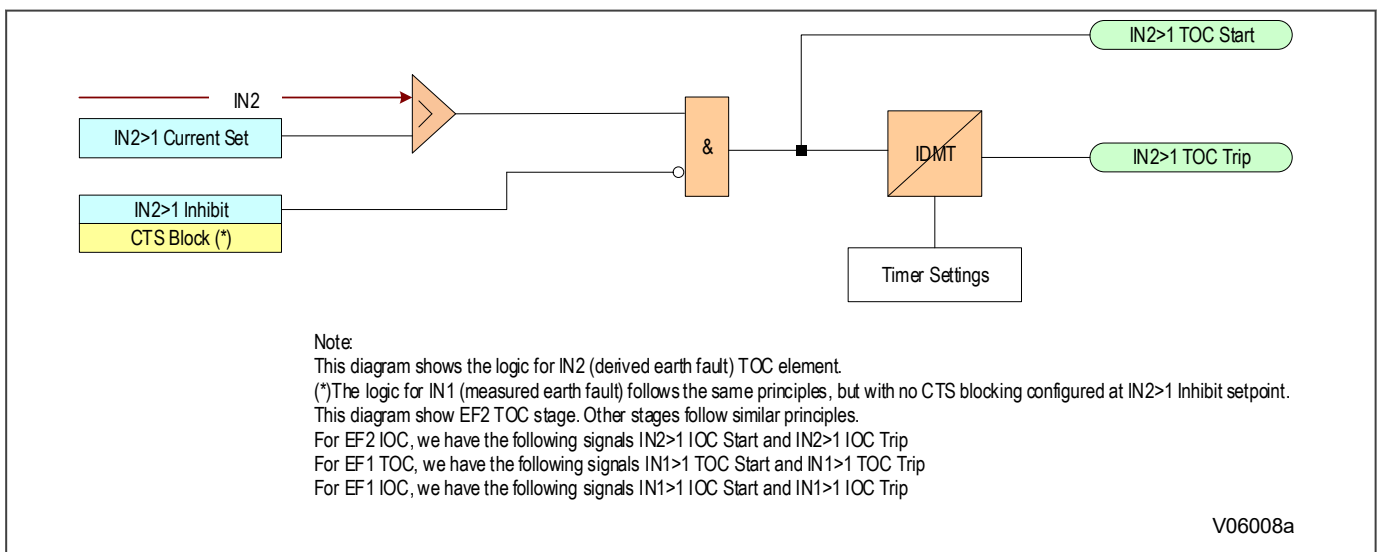 IN2>1 TOC Start
IN2
IN2>1 Current Set
&
IDMT
IN2>1 TOC Trip
IN2>1 Inhibit
CTS Block (*)
Timer Settings
Note:
This diagram shows the logic for IN2 (derived earth fault) TOC element.
(*)The logic for IN1 (measured earth fault) follows the same principles, but with no CTS blocking configured at IN2>1 Inhibit setpoint.
This diagram show EF2 TOC stage. Other stages follow similar principles.
For EF2 IOC, we have the following signals IN2>1 IOC Start and IN2>1 IOC Trip
For EF1 TOC, we have the following signals IN1>1 TOC Start and IN1>1 TOC Trip
For EF1 IOC, we have the following signals IN1>1 IOC Start and IN1>1 IOC Trip
V06008a